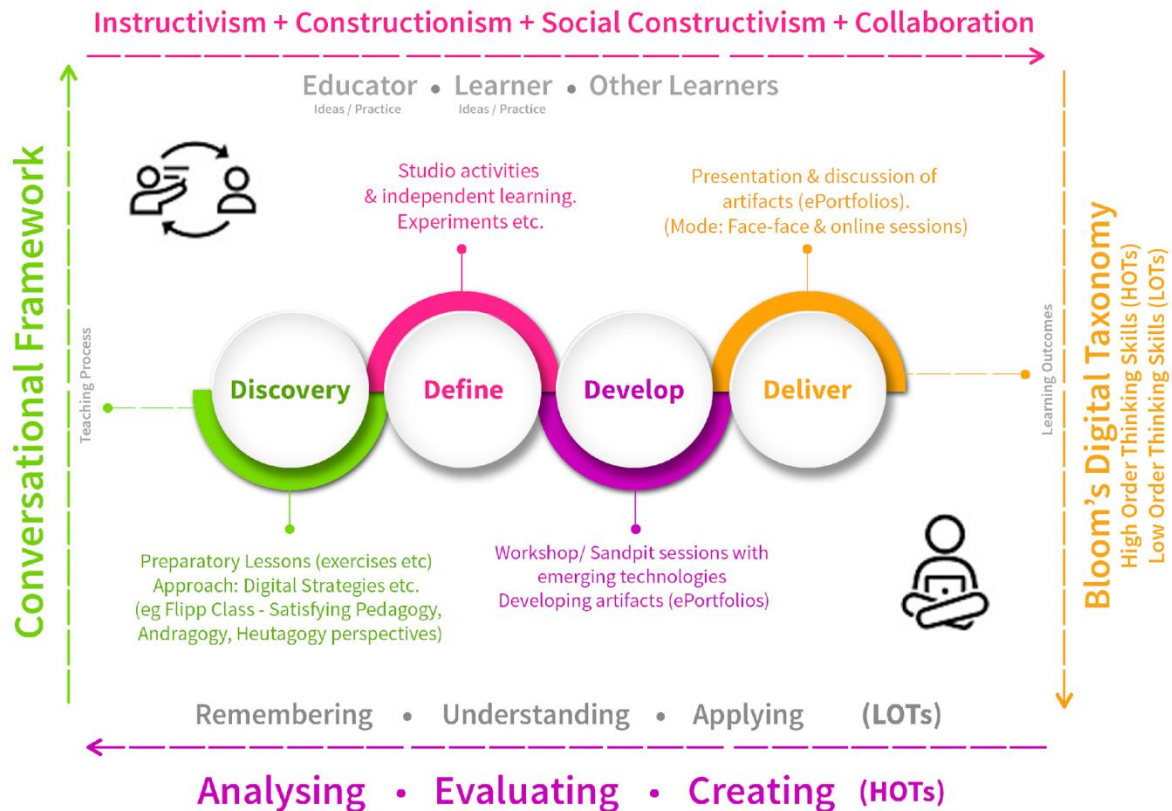 Instructivism + Constructionism + Social Constructivism + Collaboration
Educator • Learner • Other Learners
Ideas / Practice
Ideas / Practice
Conversational Framework
Teaching Process
Studio activities
& independent learning.
Experiments etc.
Presentation & discussion of
artifacts (ePortfolios).
(Mode: Face-face & online sessions)
Discovery
Define
Develop
Deliver
Preparatory Lessons (exercises etc)
Approach: Digital Strategies etc.
(eg Flipp Class - Satisfying Pedagogy,
Andragogy, Heutagogy perspectives)
Workshop/ Sandpit sessions with
emerging technologies
Developing artifacts (ePortfolios)
Learning Outcomes
Bloom's Digital Taxonomy
High Order Thinking Skills (HOTs)
Low Order Thinking Skills (LOTs)
Remembering • Understanding • Applying (LOTs)
Analysing • Evaluating • Creating (HOTs)